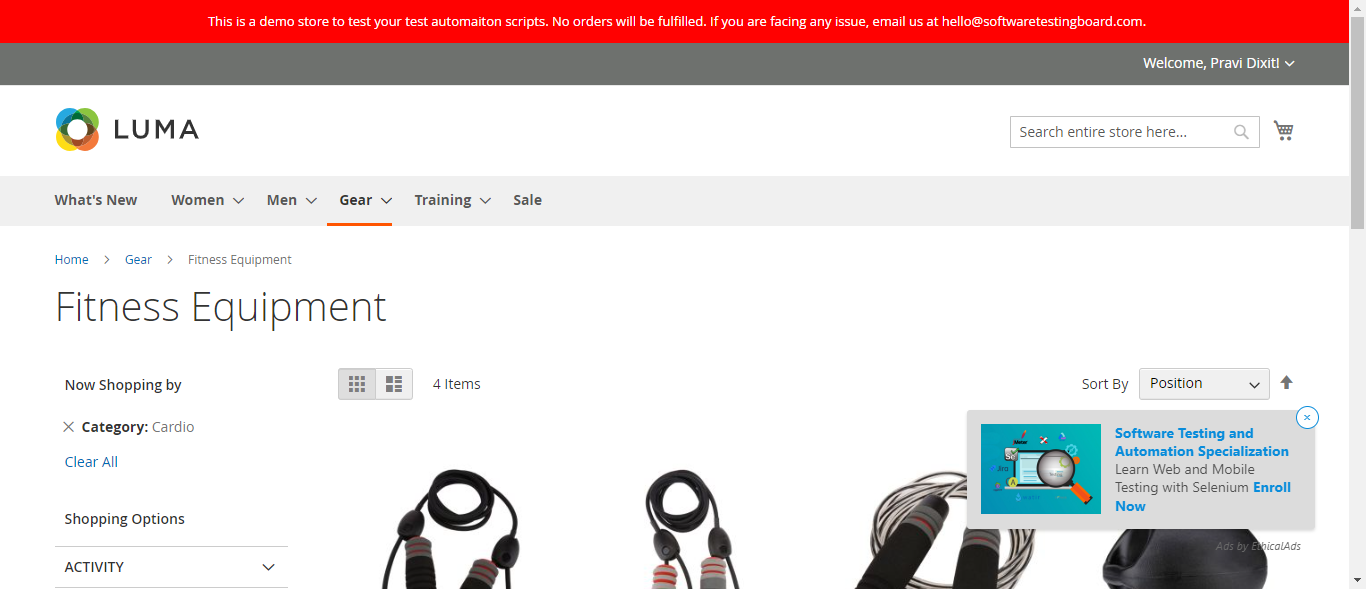 This is a demo store to test your test automaiton scripts. No orders will be fulfilled. If you are facing any issue, email us at hello@softwaretestingboard.com.
Welcome, Pravi Dixit!
LUMA
Search entire store here...
What's New Women Men Gear Training Sale
Home > Gear > Fitness Equipment
Fitness Equipment
Now Shopping by
4 Items
Sort By Position
Category: Cardio
Clear All
Software Testing and
Automation Specialization
Learn Web and Mobile
Testing with Selenium Enroll
Now
Ads by EthicalAds
Shopping Options
ACTIVITY